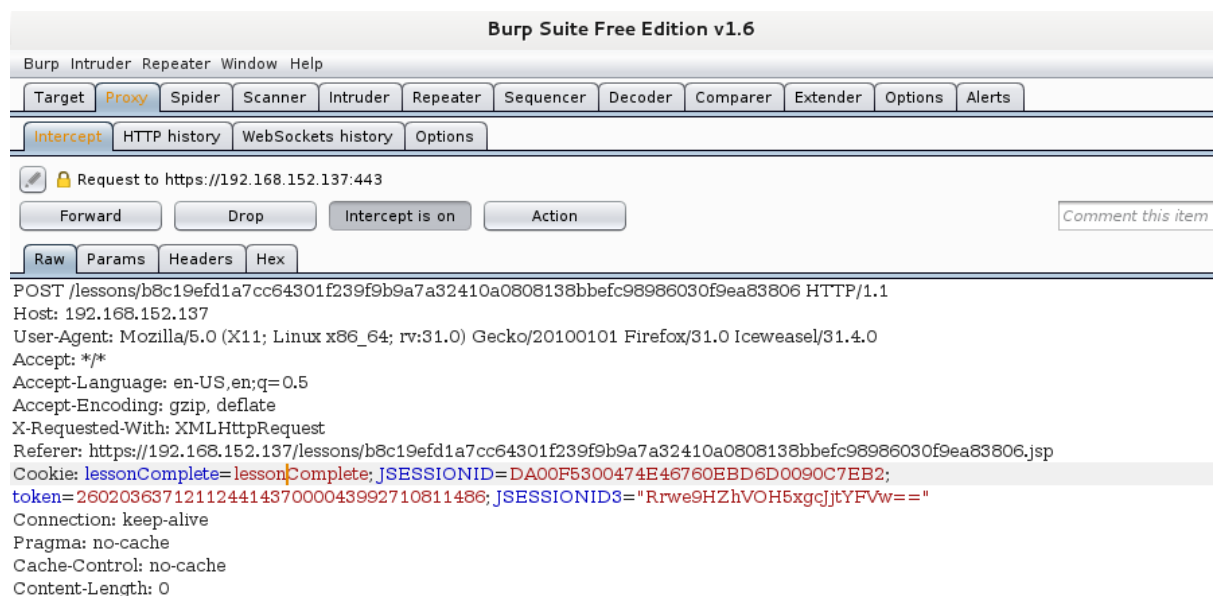 Burp Suite Free Edition v1.6
Burp Intruder Repeater Window Help
Target Proxy Spider Scanner Intruder Repeater Sequencer Decoder Comparer Extender Options Alerts
Intercept HTTP history WebSockets history Options
Request to https://192.168.152.137:443
Forward Drop Intercept is on Action Comment this item
Raw Params Headers Hex
POST /lessons/b8c19efd1a7cc64301f239f9b9a7a32410a0808138bbefc98986030f9ea83806 HTTP/1.1
Host: 192.168.152.137
User-Agent: Mozilla/5.0 (X11; Linux x86_64; rv:31.0) Gecko/20100101 Firefox/31.0 Iceweasel/31.4.0
Accept: */*
Accept-Language: en-US,en;q=0.5
Accept-Encoding: gzip, deflate
X-Requested-With: XMLHttpRequest
Referer: https://192.168.152.137/lessons/b8c19efd1a7cc64301f239f9b9a7a32410a0808138bbefc98986030f9ea83806.jsp
Cookie: lessonComplete=lessonComplete; JSESSIONID=DA00F5300474E46760EBD6D0090C7EB2;
token=26020363712111244143700004399271081‌1486; JSESSIONID3="Rrwe9HZhVOH5xgcJjtYFVw=="
Connection: keep-alive
Pragma: no-cache
Cache-Control: no-cache
Content-Length: 0